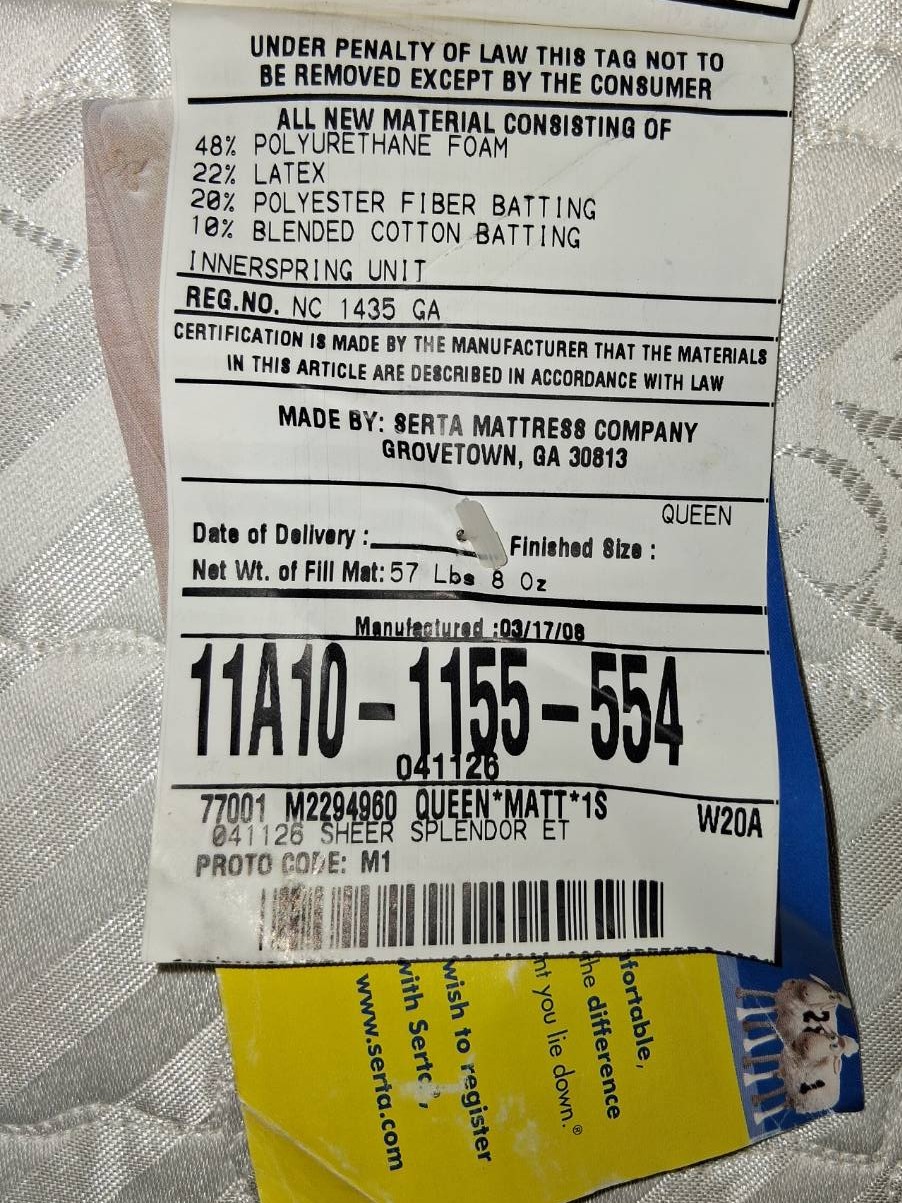 UNDER PENALTY OF LAW THIS TAG NOT TO
BE REMOVED EXCEPT BY THE CONSUMER
ALL NEW MATERIAL CONSISTING OF
48% POLYURETHANE FOAM
22% LATEX
20% POLYESTER FIBER BATTING
10% BLENDED COTTON BATTING
INNERSPRING UNIT
REG.NO. NC 1435 GA
CERTIFICATION IS MADE BY THE MANUFACTURER THAT THE MATERIALS
IN THIS ARTICLE ARE DESCRIBED IN ACCORDANCE WITH LAW
MADE BY: SERTA MATTRESS COMPANY
GROVETOWN, GA 30813
QUEEN
Date of Delivery : Finished Size :
Net Wt. of Fill Mat: 57 Lbs 8 Oz
Manufactured :03/17/08
11A10-1155-554
041126
77001 M2294960 QUEEN*MATT*1S W20A
041126 SHEER SPLENDOR ET
PROTO CODE: M1
fortable,
the difference
nt you lie down.®
wish to register
with Serta®,
www.serta.com
1